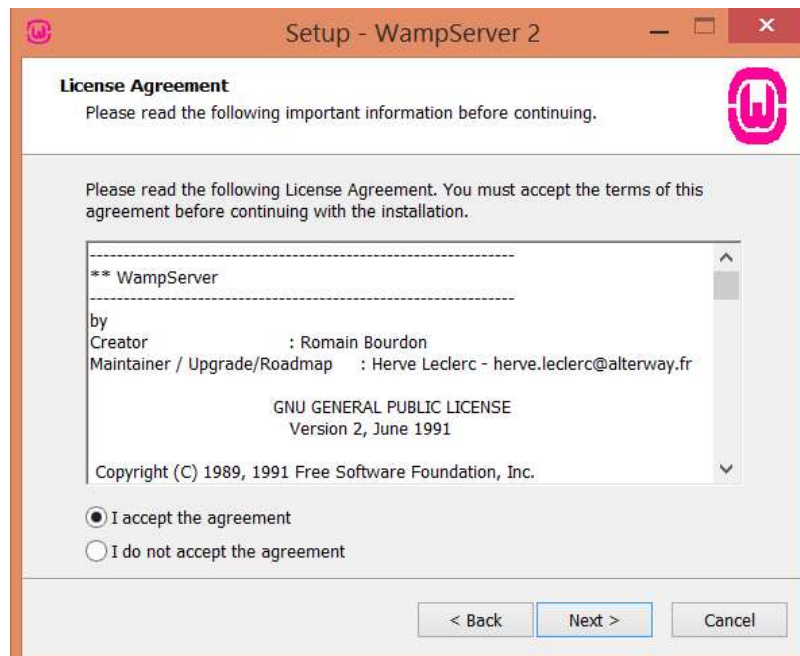 Setup - WampServer 2
License Agreement
Please read the following important information before continuing.
Please read the following License Agreement. You must accept the terms of this
agreement before continuing with the installation.
---------------------------------------------------------------
** WampServer
---------------------------------------------------------------
by
Creator : Romain Bourdon
Maintainer / Upgrade/Roadmap : Herve Leclerc - herve.leclerc@alterway.fr
GNU GENERAL PUBLIC LICENSE
Version 2, June 1991
Copyright (C) 1989, 1991 Free Software Foundation, Inc.
I accept the agreement
I do not accept the agreement
< Back Next > Cancel